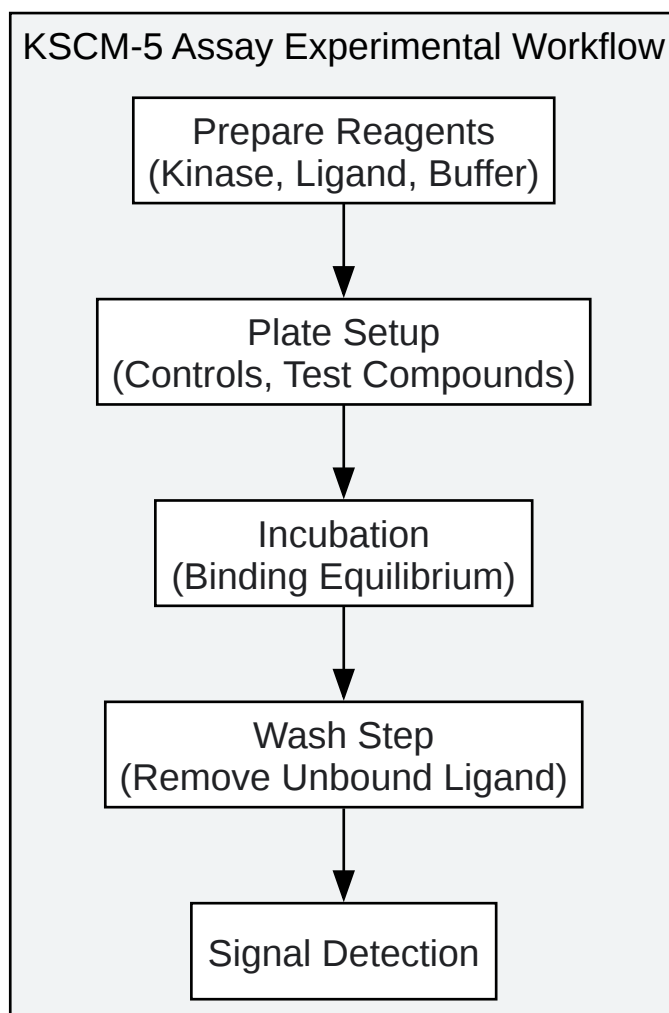 KSCM-5 Assay Experimental Workflow
Prepare Reagents
(Kinase, Ligand, Buffer)
Plate Setup
(Controls, Test Compounds)
Incubation
(Binding Equilibrium)
Wash Step
(Remove Unbound Ligand)
Signal Detection